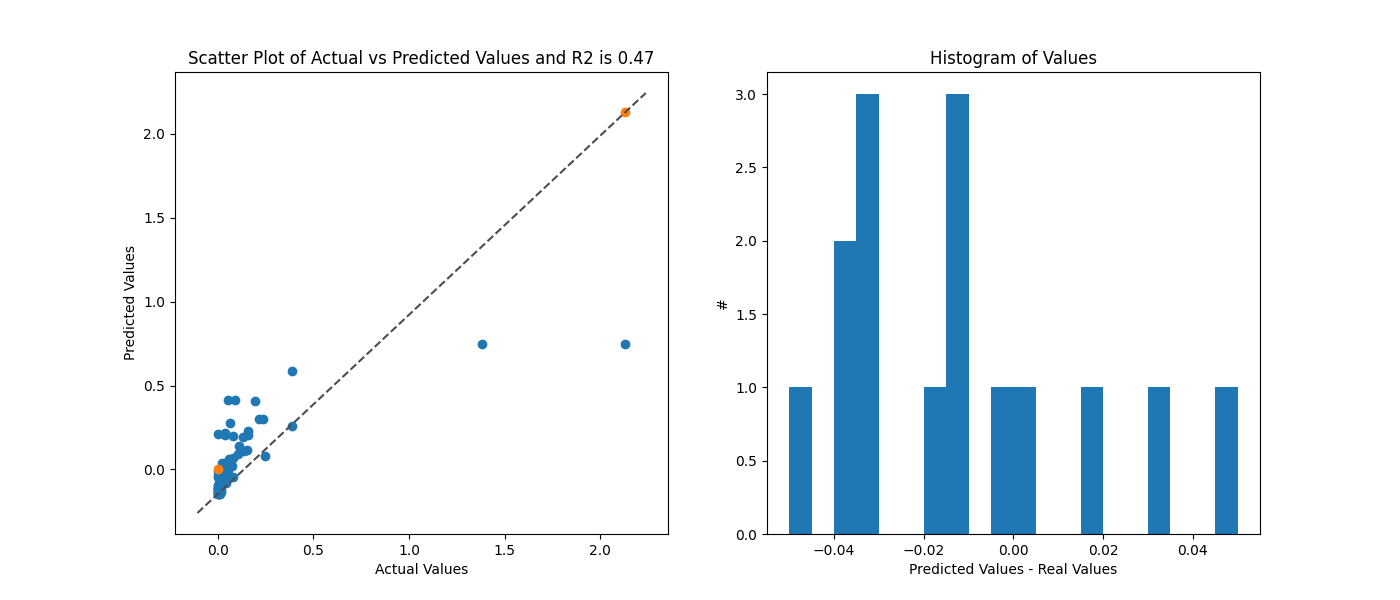 Scatter Plot of Actual vs Predicted Values and R2 is 0.47
2.0
1.5
1.0
0.5
0.0
Predicted Values
0.0 0.5 1.0 1.5 2.0
Actual Values
Histogram of Values
3.0
2.5
2.0
1.5
1.0
0.5
0.0
#
−0.04 −0.02 0.00 0.02 0.04
Predicted Values - Real Values